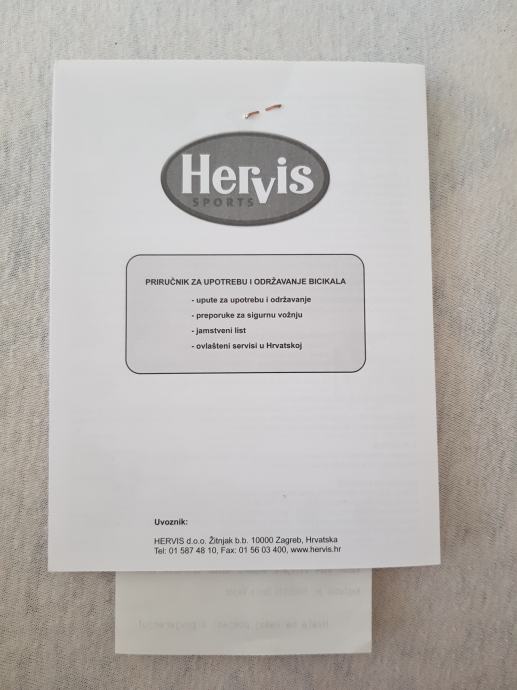 Hervis
SPORTS
PRIRUČNIK ZA UPOTREBU I ODRŽAVANJE BICIKALA
- upute za upotrebu i održavanje
- preporuke za sigurnu vožnju
- jamstveni list
- ovlašteni servisi u Hrvatskoj
Uvoznik:
HERVIS d.o.o. Žitnjak b.b. 10000 Zagreb, Hrvatska
Tel: 01 587 48 10, Fax: 01 56 03 400, www.hervis.hr